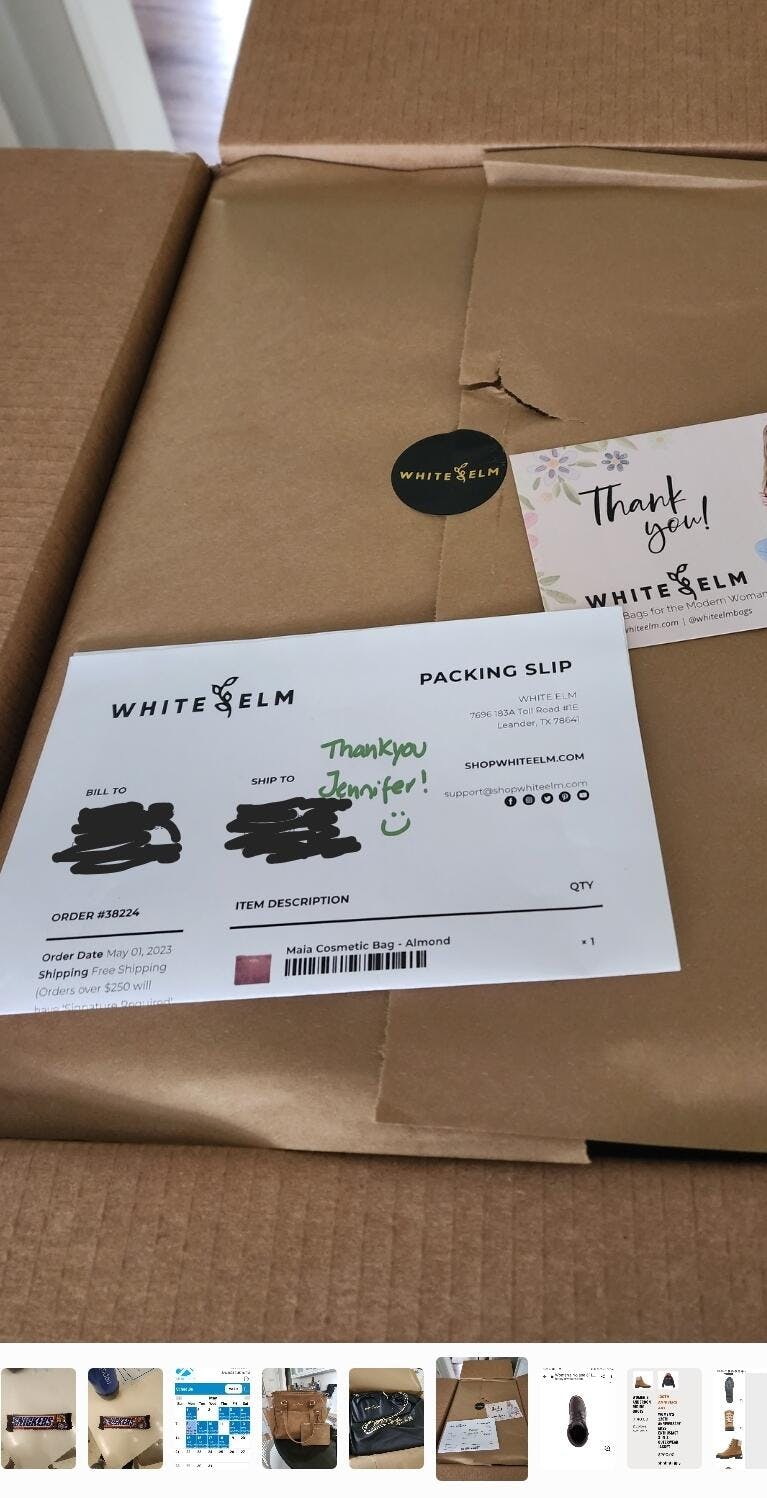 WHITE ELM
Thank
you!
WHITE ELM
Bags for the Modern Woman
whiteelm.com | @whiteelmbags
WHITE ELM
PACKING SLIP
WHITE ELM
7696 183A Toll Road #1E
Leander, TX 78641
SHOPWHITEELM.COM
support@shopwhiteelm.com
Thankyou
Jennifer!
BILL TO
SHIP TO
ORDER #38224
ITEM DESCRIPTION
QTY
Order Date May 01, 2023
Shipping Free Shipping
(Orders over $250 will
have 'Signature Required'
Maia Cosmetic Bag - Almond
× 1